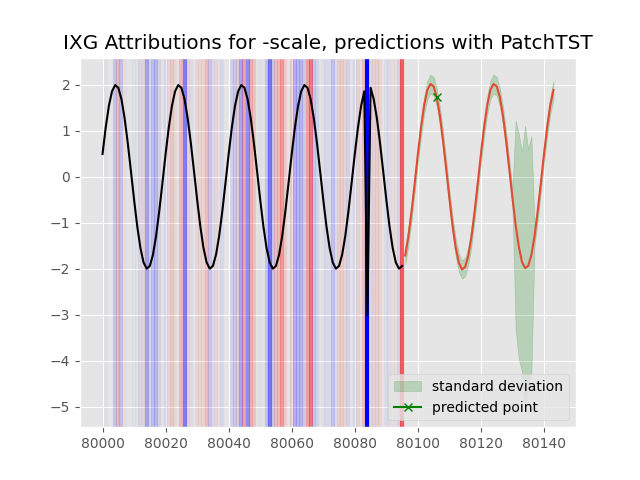 IXG Attributions for -scale, predictions with PatchTST
2
1
0
−1
−2
−3
−4
−5
standard deviation
predicted point
80000 80020 80040 80060 80080 80100 80120 80140